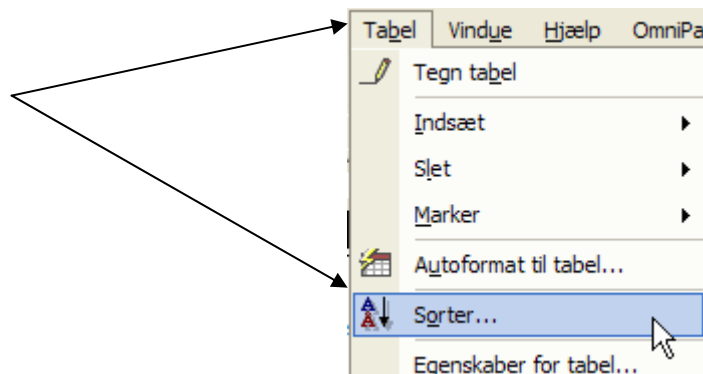 Tabel Vindue Hjælp OmniPa
Tegn tabel
Indsæt
Slet
Marker
Autoformat til tabel...
Sorter...
Egenskaber for tabel...